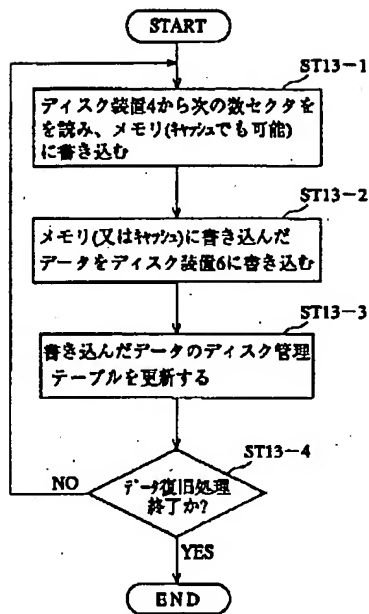 START
ST13-1
ディスク装置4から次の数セクタを
を読み、メモリ(ｷｬｯｼｭでも可能)
に書き込む
ST13-2
メモリ(又はｷｬｯｼｭ)に書き込んだ
データをディスク装置6に書き込む
ST13-3
書き込んだデータのディスク管理
テーブルを更新する
ST13-4
ﾃﾞｰﾀ復旧処理
終了か?
NO
YES
END